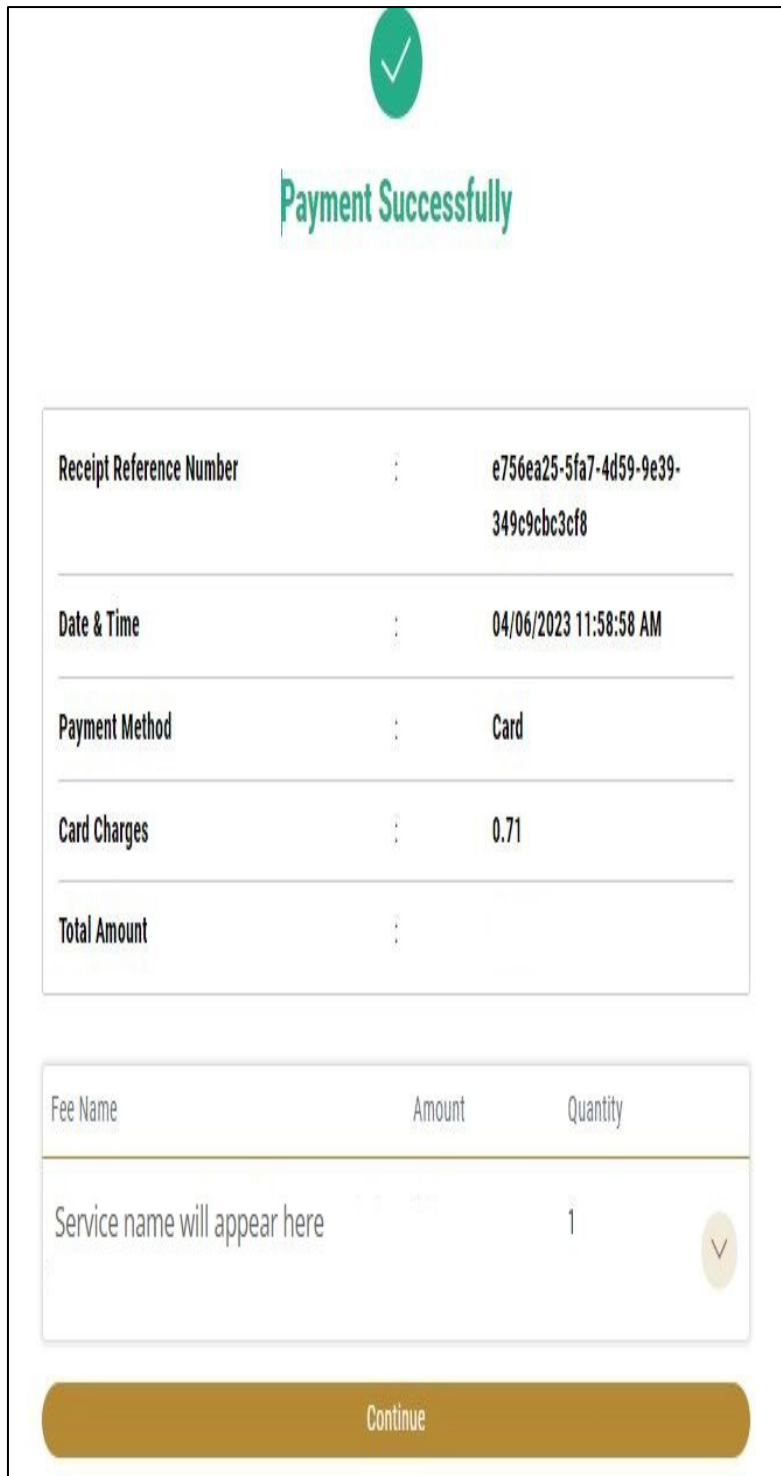 Payment Successfully
Receipt Reference Number : e756ea25-5fa7-4d59-9e39-
349c9cbc3cf8
Date & Time : 04/06/2023 11:58:58 AM
Payment Method : Card
Card Charges : 0.71
Total Amount :
Fee Name Amount Quantity
Service name will appear here 1
Continue